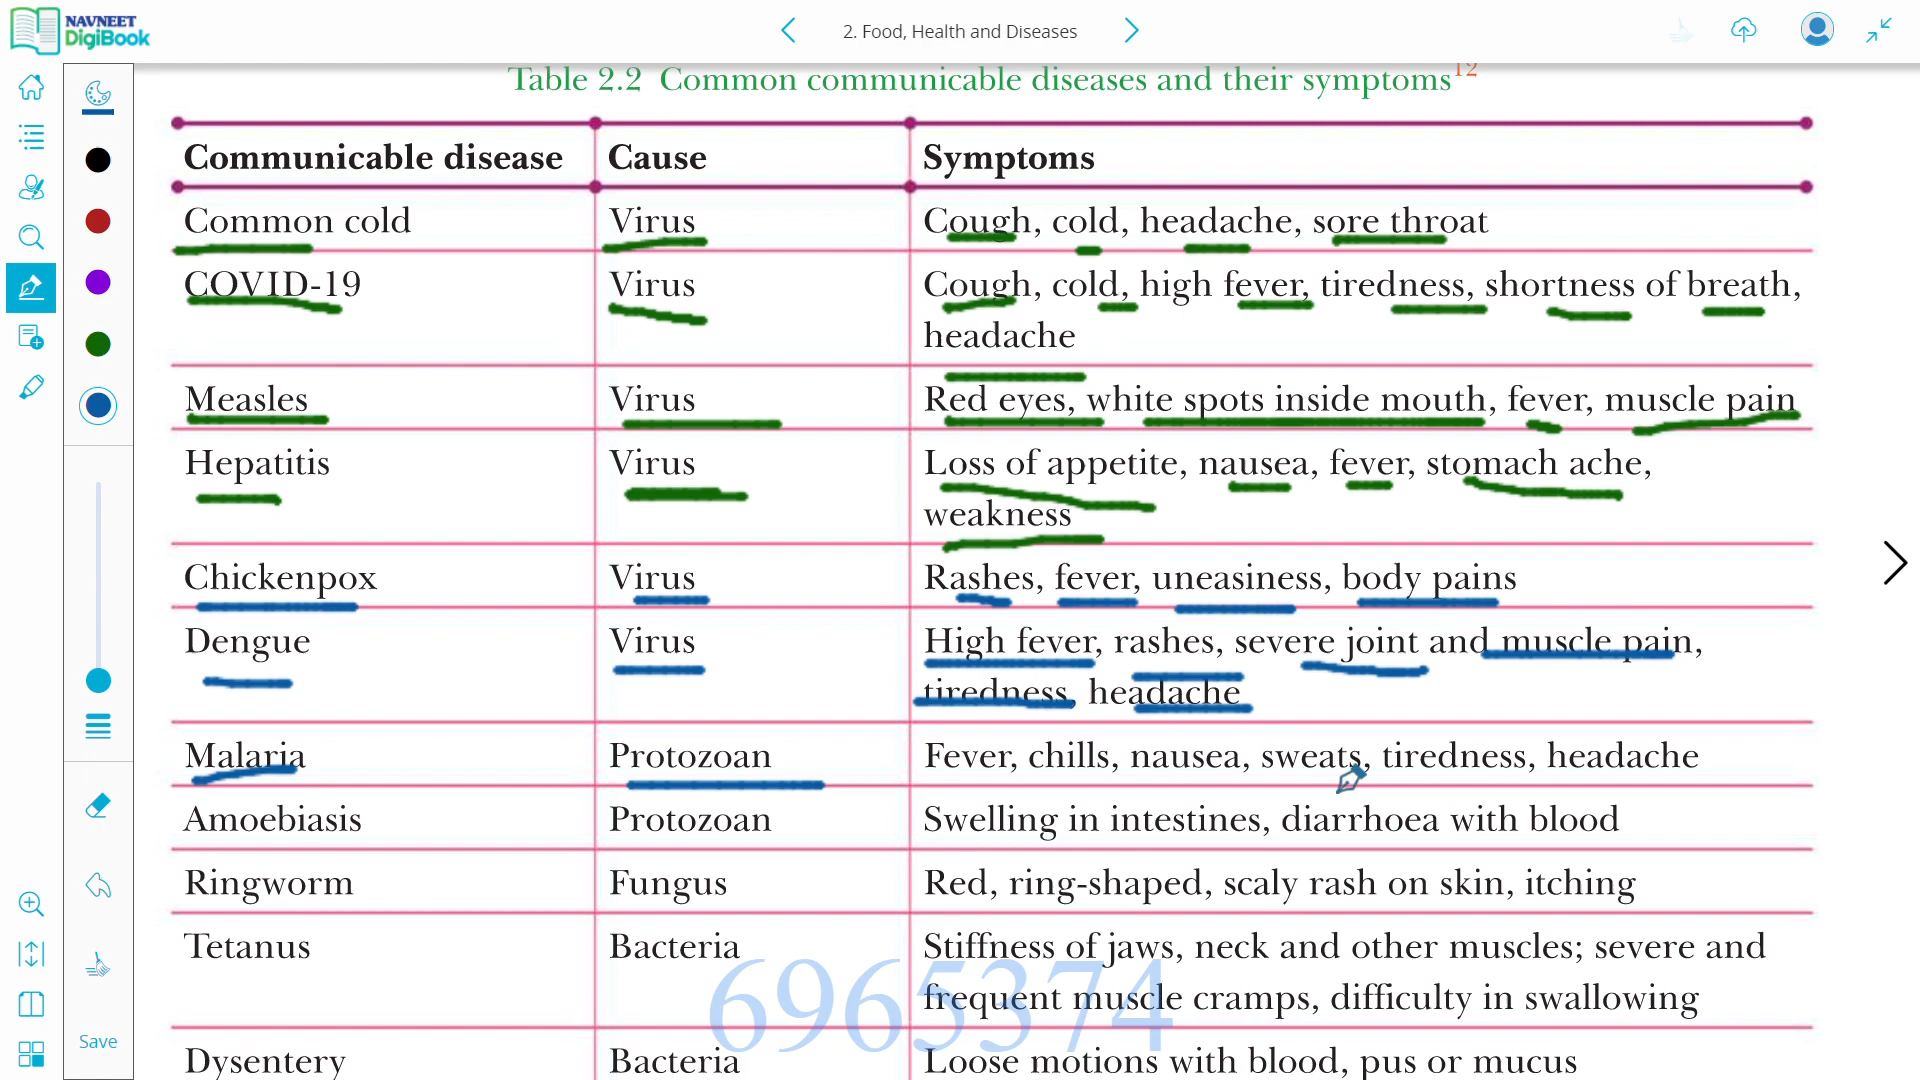 NAVNEET
DigiBook
2. Food, Health and Diseases
Table 2.2 Common communicable diseases and their symptoms12
Communicable disease Cause Symptoms
Common cold Virus Cough, cold, headache, sore throat
COVID-19 Virus Cough, cold, high fever, tiredness, shortness of breath,
headache
Measles Virus Red eyes, white spots inside mouth, fever, muscle pain
Hepatitis Virus Loss of appetite, nausea, fever, stomach ache,
weakness
Chickenpox Virus Rashes, fever, uneasiness, body pains
Dengue Virus High fever, rashes, severe joint and muscle pain,
tiredness, headache
Malaria Protozoan Fever, chills, nausea, sweats, tiredness, headache
Amoebiasis Protozoan Swelling in intestines, diarrhoea with blood
Ringworm Fungus Red, ring-shaped, scaly rash on skin, itching
Tetanus Bacteria Stiffness of jaws, neck and other muscles; severe and
frequent muscle cramps, difficulty in swallowing
6965374
Save
Dysentery Bacteria Loose motions with blood, pus or mucus